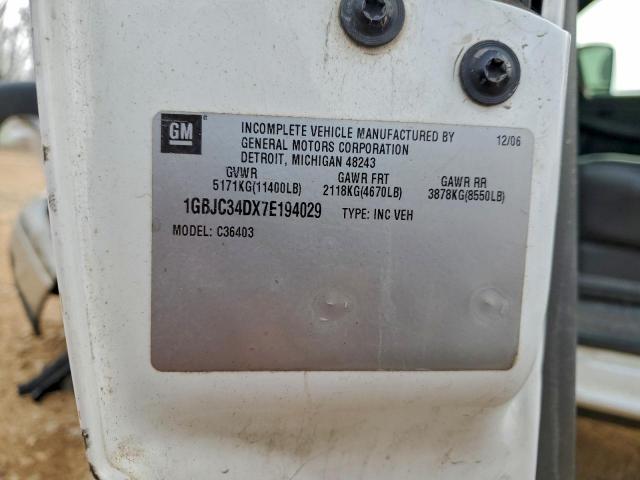 GM
INCOMPLETE VEHICLE MANUFACTURED BY
GENERAL MOTORS CORPORATION
DETROIT, MICHIGAN 48243
12/06
GVWR GAWR FRT GAWR RR
5171KG(11400LB) 2118KG(4670LB) 3878KG(8550LB)
1GBJC34DX7E194029 TYPE: INC VEH
MODEL: C36403